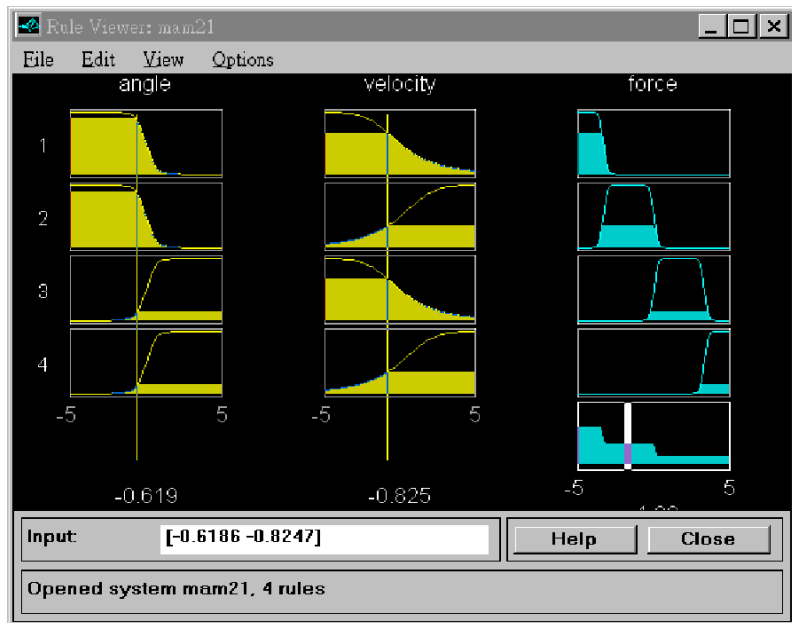 Rule Viewer: mam21
File Edit View Options
angle velocity force
1
2
3
4
-5 5 -5 5
-5 5
-0.619 -0.825
Input: [-0.6186 -0.8247] Help Close
Opened system mam21, 4 rules